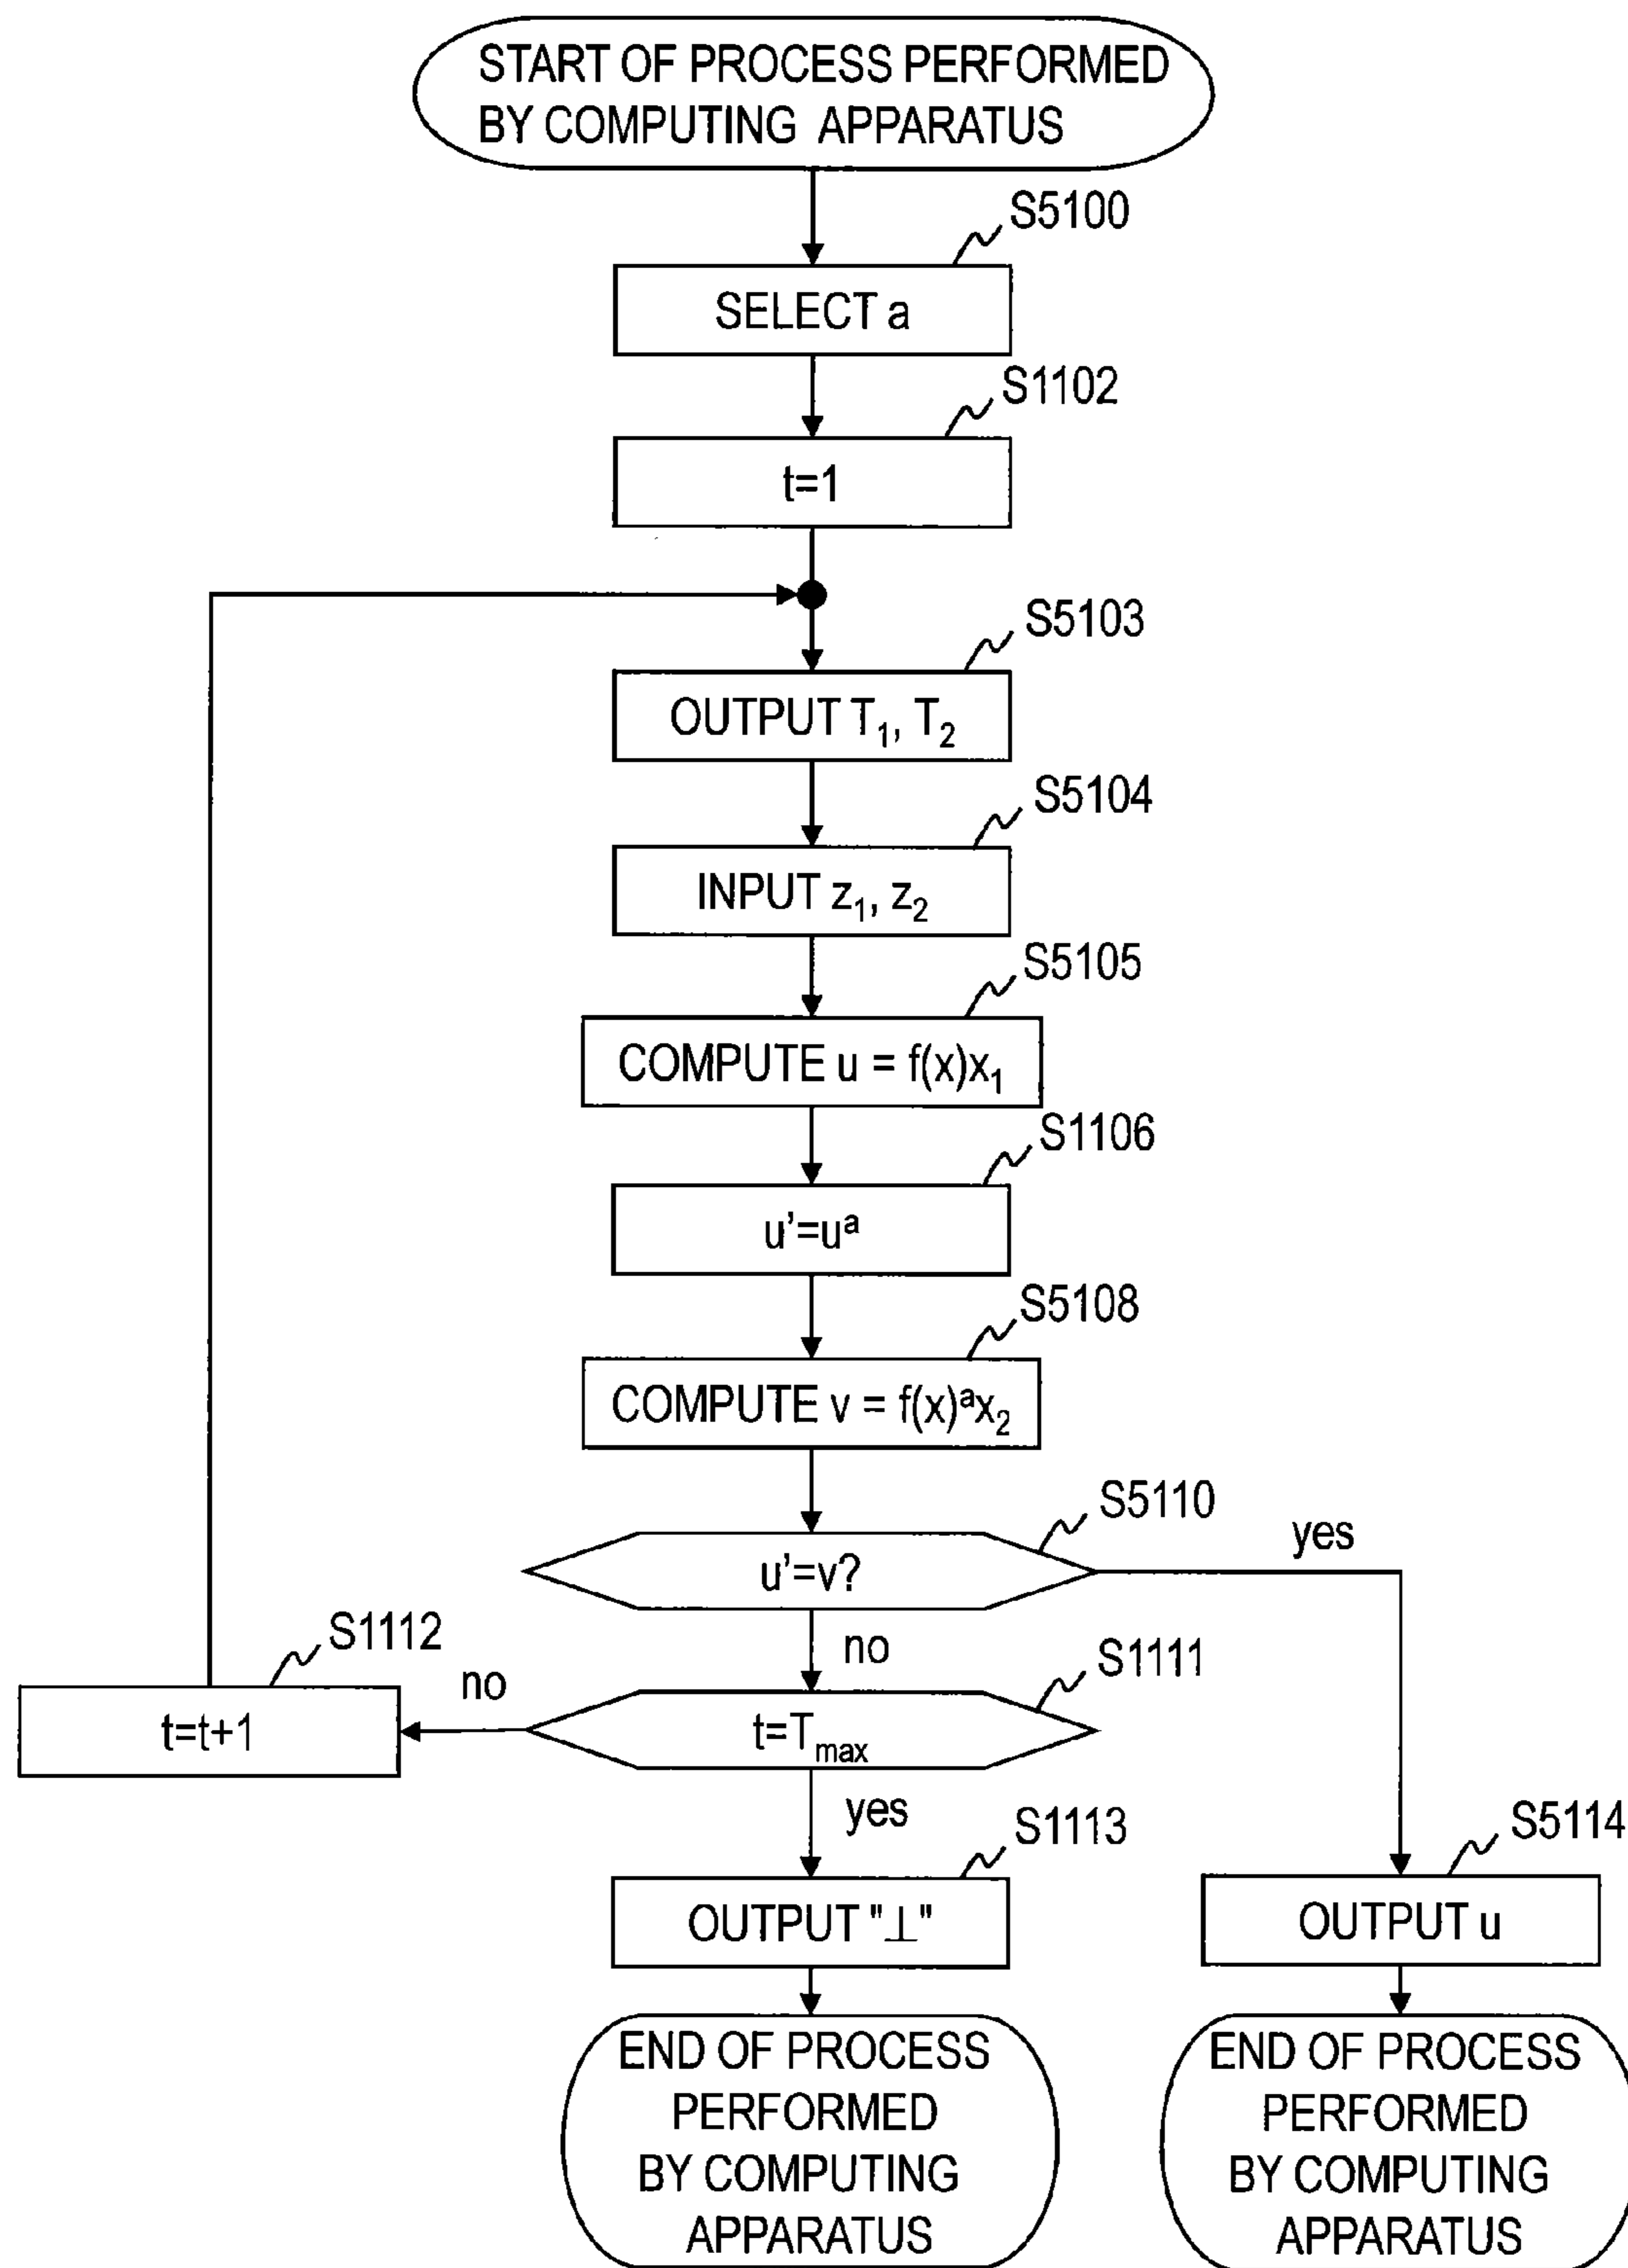 START OF PROCESS PERFORMED
BY COMPUTING APPARATUS
S5100
SELECT a
S1102
t=1
S5103
OUTPUT T₁, T₂
S5104
INPUT z₁, z₂
S5105
COMPUTE u = f(x)x₁
S1106
u'=uᵃ
S5108
COMPUTE v = f(x)ᵃx₂
S5110
u'=v?
yes
no
S1111
t=Tmax
no
S1112
t=t+1
yes
S1113
OUTPUT "⊥"
S5114
OUTPUT u
END OF PROCESS
PERFORMED
BY COMPUTING
APPARATUS
END OF PROCESS
PERFORMED
BY COMPUTING
APPARATUS